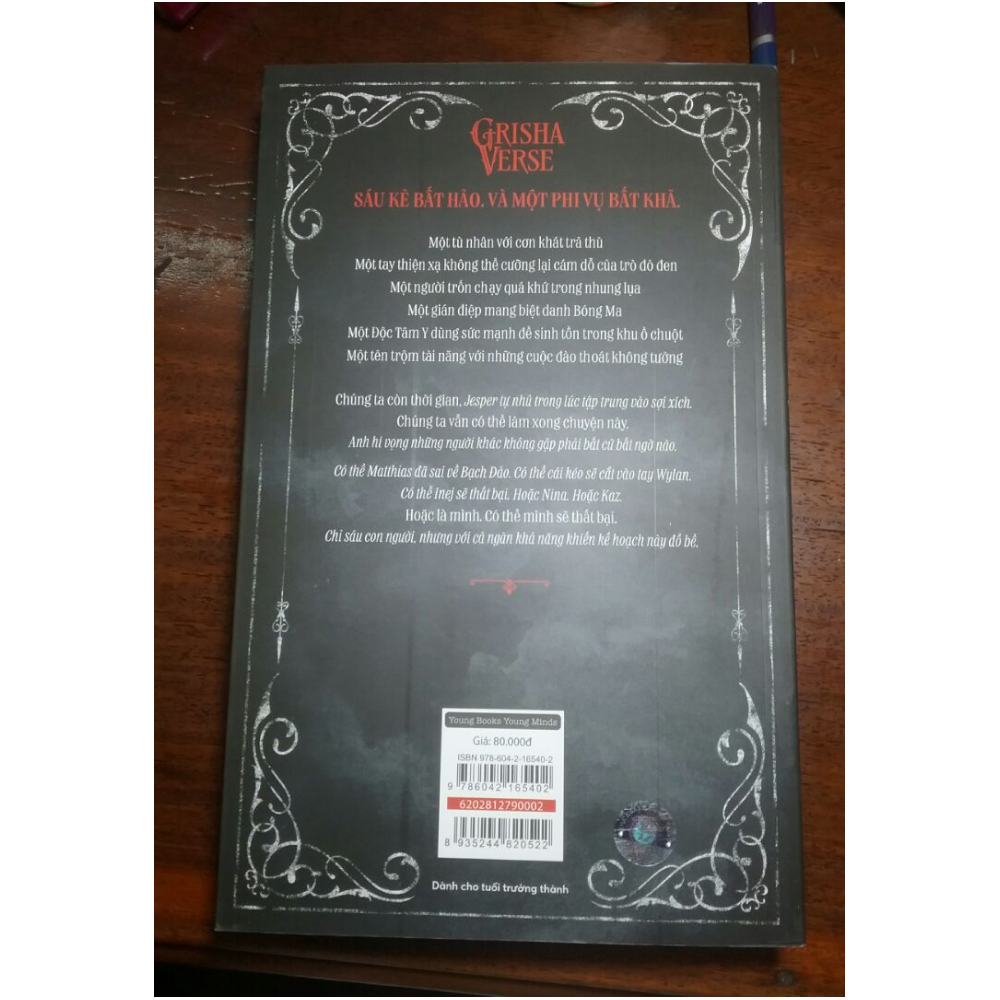 GRISHA
VERSE
SÁU KẺ BẤT HẢO. VÀ MỘT PHI VỤ BẤT KHẢ.
Một tù nhân với cơn khát trả thù
Một tay thiện xạ không thể cưỡng lại cám dỗ của trò đỏ đen
Một người trốn chạy quá khứ trong nhung lụa
Một gián điệp mang biệt danh Bóng Ma
Một Độc Tâm Y dùng sức mạnh để sinh tồn trong khu ổ chuột
Một tên trộm tài năng với những cuộc đào thoát không tưởng
Chúng ta còn thời gian, Jesper tự nhủ trong lúc tập trung vào sợi xích.
Chúng ta vẫn có thể làm xong chuyện này.
Anh hi vọng những người khác không gặp phải bất cứ bất ngờ nào.
Có thể Matthias đã sai về Bạch Đảo. Có thể cái kéo sẽ cắt vào tay Wylan.
Có thể Inej sẽ thất bại. Hoặc Nina. Hoặc Kaz.
Hoặc là mình. Có thể mình sẽ thất bại.
Chỉ sáu con người, nhưng với cả ngàn khả năng khiến kế hoạch này đổ bể.
Young Books Young Minds
Giá: 80.000đ
ISBN 978-604-2-16540-2
9 786042 165402
6202812790002
8 935244 820522
Dành cho tuổi trưởng thành